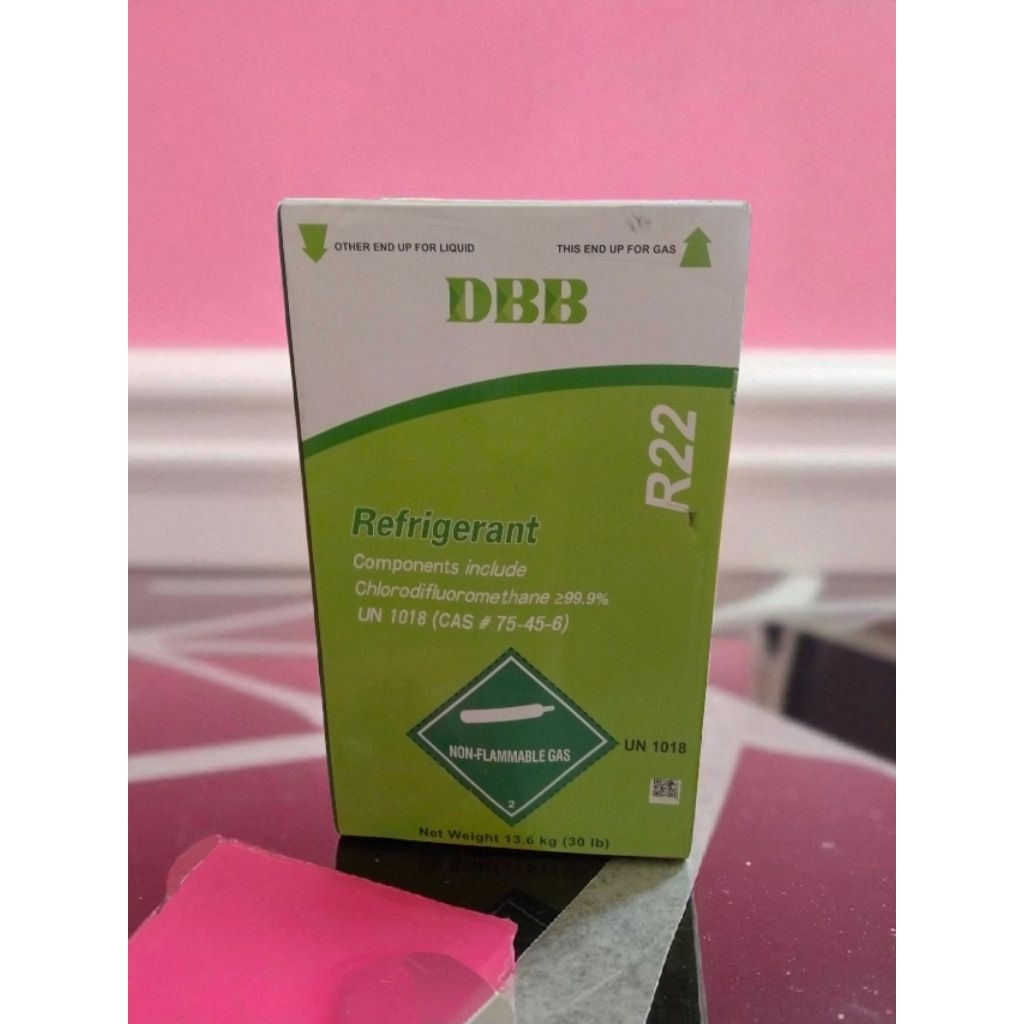 OTHER END UP FOR LIQUID
THIS END UP FOR GAS
DBB
R22
Refrigerant
Components include
Chlorodifluoromethane ≥99.9%
UN 1018 (CAS # 75-45-6)
NON-FLAMMABLE GAS
2
UN 1018
Net Weight 13.6 kg (30 lb)